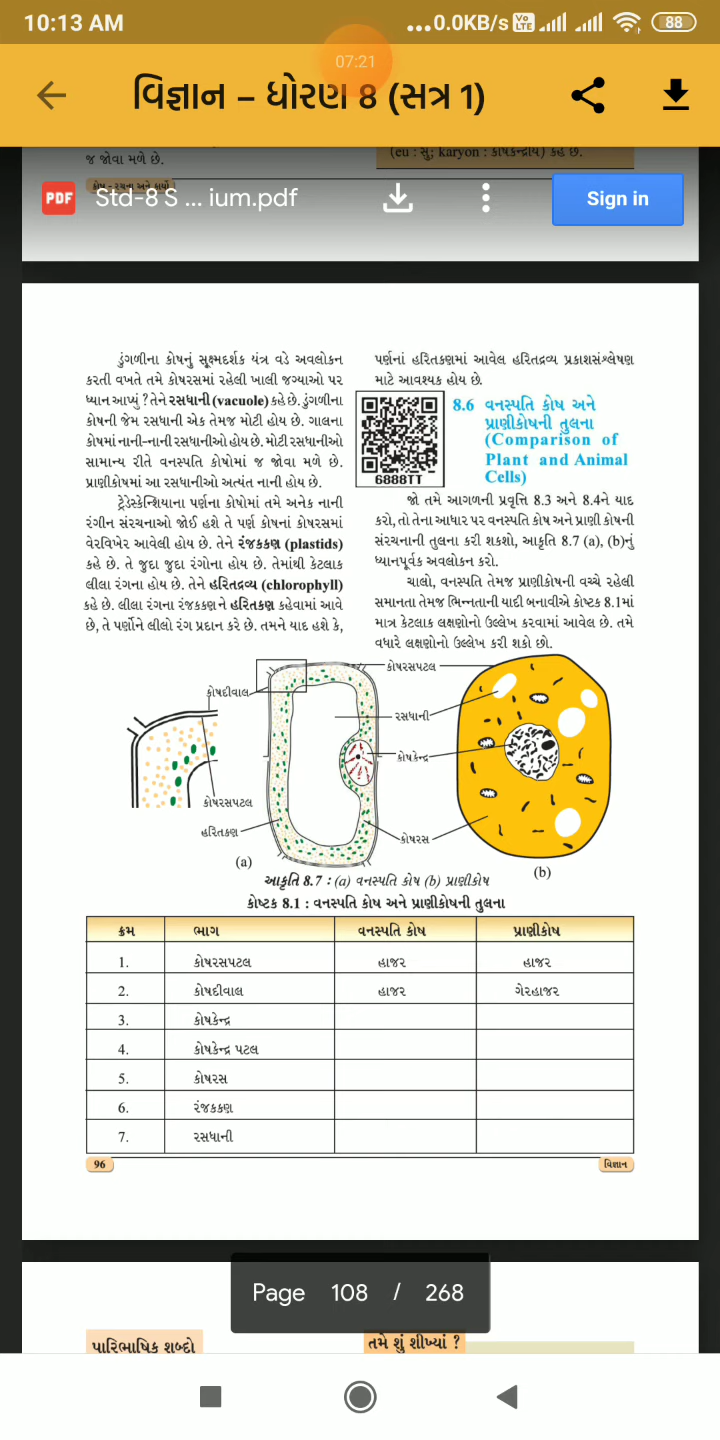 10:13 AM
...0.0KB/s Vo LTE 88
07:21
વિજ્ઞાન – ધોરણ 8 (સત્ર 1)
જ જોવા મળે છે.
(eu : સુ; karyon : કોષકેન્દ્રીય) કહે છે.
કોષ - રચના અને કાર્યો
PDF Std-8 S ... ium.pdf
Sign in
ડુંગળીના કોષનું સૂક્ષ્મદર્શક યંત્ર વડે અવલોકન
કરતી વખતે તમે કોષરસમાં રહેલી ખાલી જગ્યાઓ પર
ધ્યાન આપ્યું ? તેને રસધાની (vacuole) કહે છે. ડુંગળીના
કોષની જેમ રસધાની એક તેમજ મોટી હોય છે. ગાલના
કોષમાં નાની-નાની રસધાનીઓ હોય છે. મોટી રસધાનીઓ
સામાન્ય રીતે વનસ્પતિ કોષોમાં જ જોવા મળે છે.
પ્રાણીકોષમાં આ રસધાનીઓ અત્યંત નાની હોય છે.
ટ્રેડેસ્કેન્શિયાના પર્ણના કોષોમાં તમે અનેક નાની
રંગીન સંરચનાઓ જોઈ હશે તે પર્ણ કોષનાં કોષરસમાં
વેરવિખેર આવેલી હોય છે. તેને રંજકકણ (plastids)
કહે છે. તે જુદા જુદા રંગોના હોય છે. તેમાંથી કેટલાક
લીલા રંગના હોય છે. તેને હરિતદ્રવ્ય (chlorophyll)
કહે છે. લીલા રંગના રંજકકણને હરિતકણ કહેવામાં આવે
છે, તે પર્ણોને લીલો રંગ પ્રદાન કરે છે. તમને યાદ હશે કે,
પર્ણનાં હરિતકણમાં આવેલ હરિતદ્રવ્ય પ્રકાશસંશ્લેષણ
માટે આવશ્યક હોય છે.
6888TT
8.6 વનસ્પતિ કોષ અને
પ્રાણીકોષની તુલના
(Comparison of
Plant and Animal
Cells)
જો તમે આગળની પ્રવૃત્તિ 8.3 અને 8.4ને યાદ
કરો, તો તેના આધાર પર વનસ્પતિ કોષ અને પ્રાણી કોષની
સંરચનાની તુલના કરી શકશો, આકૃતિ 8.7 (a), (b)નું
ધ્યાનપૂર્વક અવલોકન કરો.
ચાલો, વનસ્પતિ તેમજ પ્રાણીકોષની વચ્ચે રહેલી
સમાનતા તેમજ ભિન્નતાની યાદી બનાવીએ કોષ્ટક 8.1માં
માત્ર કેટલાક લક્ષણોનો ઉલ્લેખ કરવામાં આવેલ છે. તમે
વધારે લક્ષણોનો ઉલ્લેખ કરી શકો છો.
કોષરસપટલ
કોષદીવાલ
રસધાની
કોષકેન્દ્ર
કોષરસપટલ
હરિતકણ
કોષરસ
(a)
(b)
આકૃતિ 8.7 : (a) વનસ્પતિ કોષ (b) પ્રાણીકોષ
કોષ્ટક 8.1 : વનસ્પતિ કોષ અને પ્રાણીકોષની તુલના
ક્રમ ભાગ વનસ્પતિ કોષ પ્રાણીકોષ
1. કોષરસપટલ હાજર હાજર
2. કોષદીવાલ હાજર ગેરહાજર
3. કોષકેન્દ્ર
4. કોષકેન્દ્ર પટલ
5. કોષરસ
6. રંજકકણ
7. રસધાની
96
વિજ્ઞાન
Page 108 / 268
પારિભાષિક શબ્દો
તમે શું શીખ્યાં ?